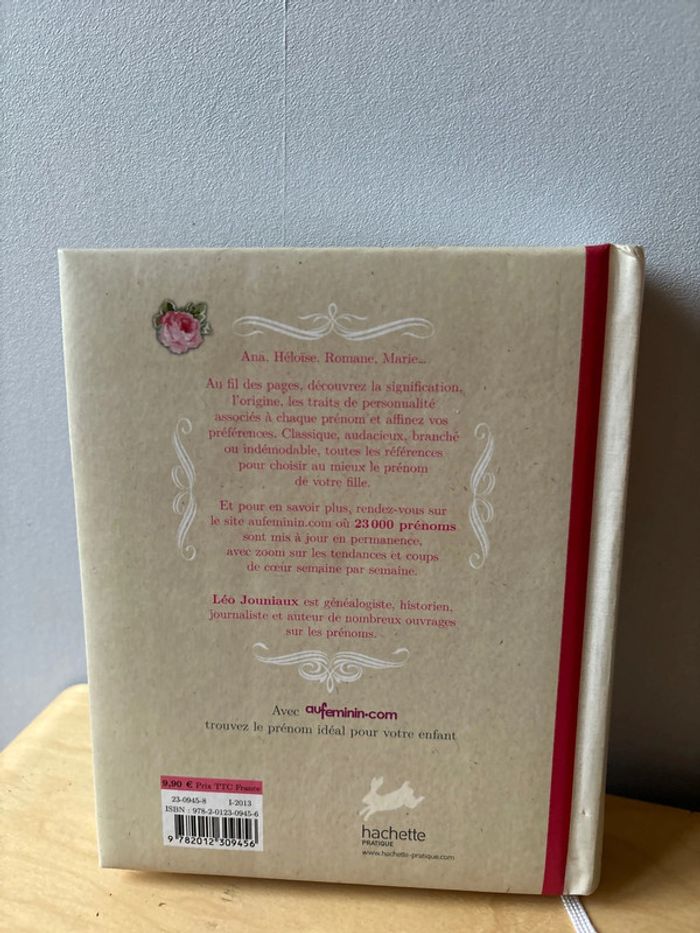 Ana, Héloïse, Romane, Marie...
Au fil des pages, découvrez la signification,
l'origine, les traits de personnalité
associés à chaque prénom et affinez vos
préférences. Classique, audacieux, branché
ou indémodable, toutes les références
pour choisir au mieux le prénom
de votre fille.
Et pour en savoir plus, rendez-vous sur
le site aufeminin.com où 23 000 prénoms
sont mis à jour en permanence,
avec zoom sur les tendances et coups
de cœur semaine par semaine.
Léo Jouniaux est généalogiste, historien,
journaliste et auteur de nombreux ouvrages
sur les prénoms.
Avec aufeminin.com
trouvez le prénom idéal pour votre enfant
9,90 € Prix TTC France
23-0945-8 I-2013
ISBN : 978-2-0123-0945-6
9 782012 309456
hachette
PRATIQUE
www.hachette-pratique.com